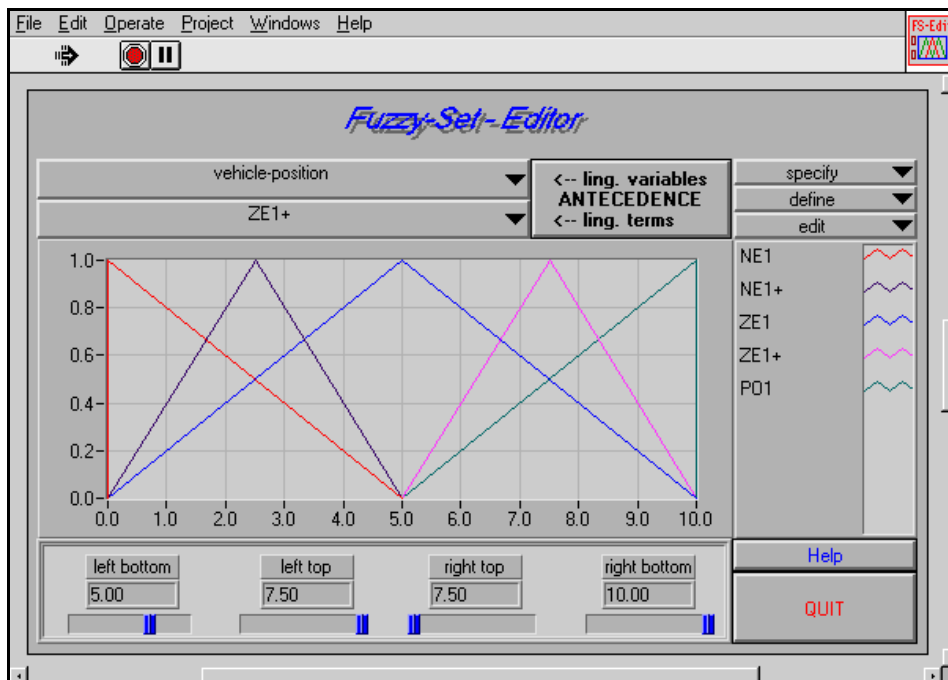 File Edit Operate Project Windows Help
FS-Edi
Fuzzy-Set-Editor
vehicle-position
ZE1+
<-- ling. variables
ANTECEDENCE
<-- ling. terms
specify
define
edit
1.0
0.8
0.6
0.4
0.2
0.0
0.0 1.0 2.0 3.0 4.0 5.0 6.0 7.0 8.0 9.0 10.0
NE1
NE1+
ZE1
ZE1+
PO1
left bottom
5.00
left top
7.50
right top
7.50
right bottom
10.00
Help
QUIT